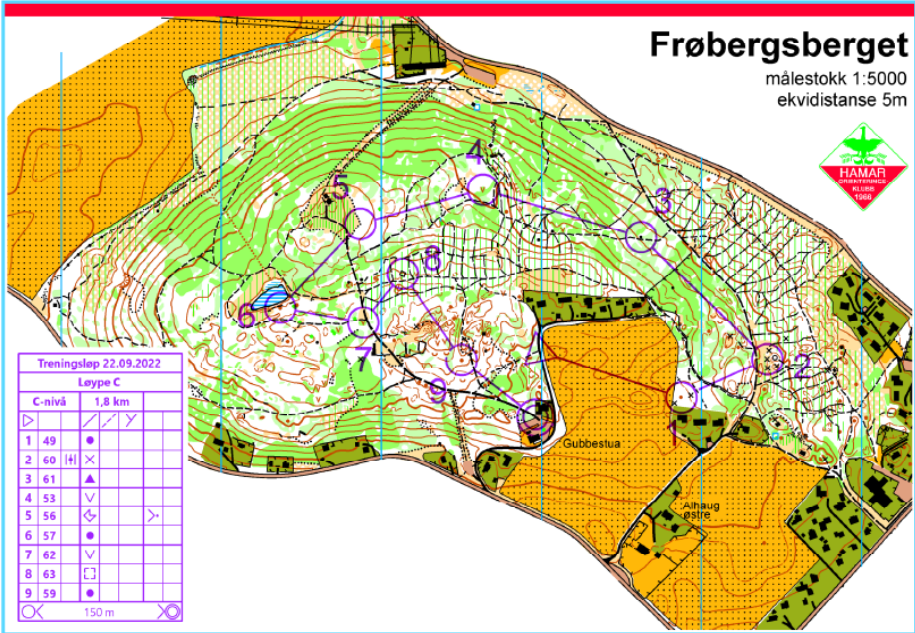 Frøbergsberget
målestokk 1:5000
ekvidistanse 5m
HAMAR
ORIENTERINGS
KLUBB
1966
4
3
5
8
6
7
2
9
1
Gubbestua
Alhaug
østre
Treningsløp 22.09.2022
Løype C
C-nivå 1,8 km
1 49
2 60
3 61
4 53
5 56
6 57
7 62
8 63
9 59
150 m